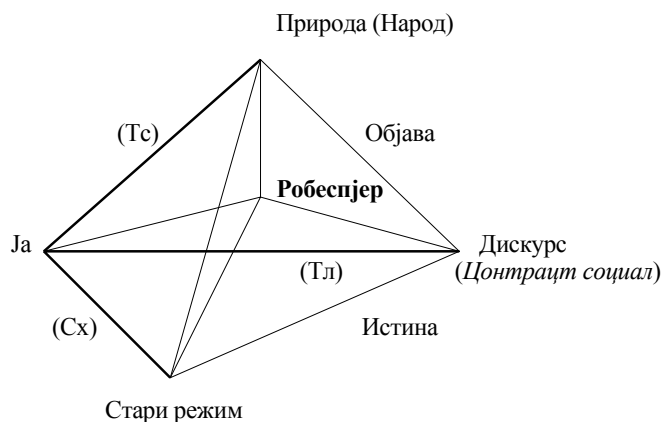 Природа (Народ)
(Тс)
Објава
Робеспјер
Ја
Дискурс
(Тл)
(Цонтрацт социал)
(Сх)
Истина
Стари режим